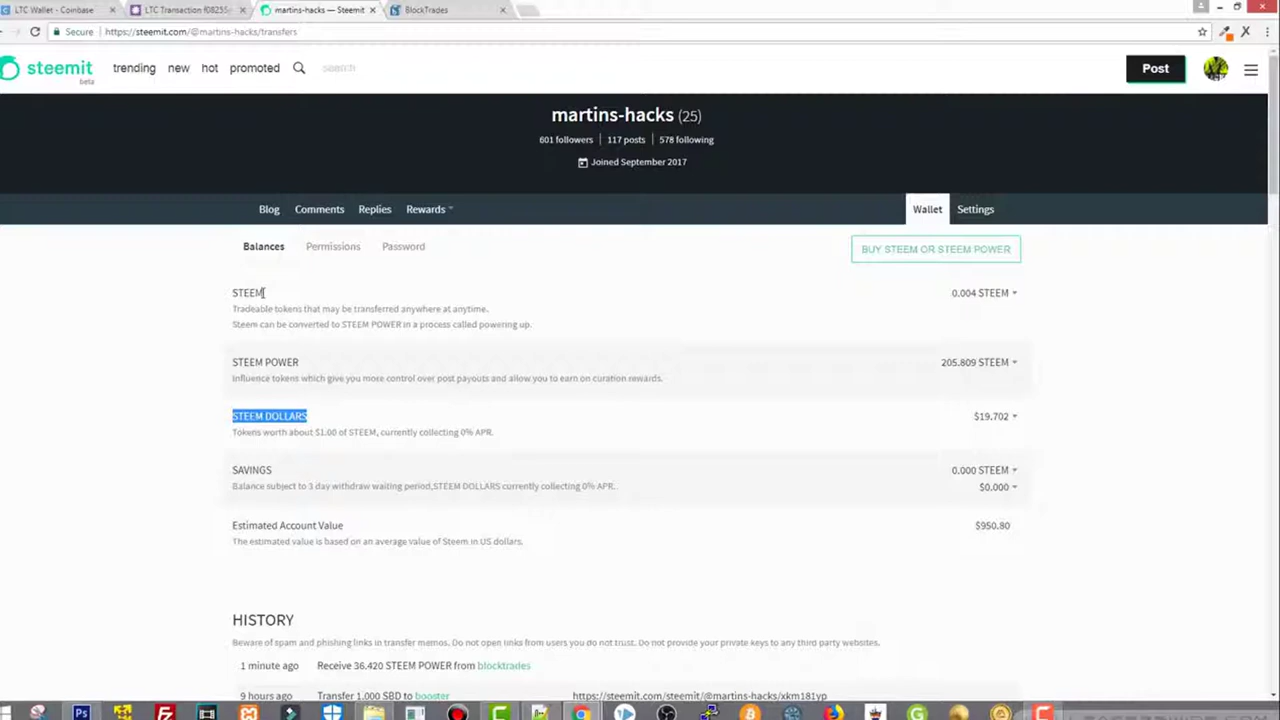 LTC Wallet - Coinbase
LTC Transaction f08255
martins-hacks — Steemit
BlockTrades
Secure
https://steemit.com/@martins-hacks/transfers
steemit
beta
trending new hot promoted
search
Post
martins-hacks (25)
601 followers 117 posts 578 following
Joined September 2017
Blog Comments Replies Rewards
Wallet Settings
Balances Permissions Password
BUY STEEM OR STEEM POWER
STEEM
0.004 STEEM
Tradeable tokens that may be transferred anywhere at anytime.
Steem can be converted to STEEM POWER in a process called powering up.
STEEM POWER
205.809 STEEM
Influence tokens which give you more control over post payouts and allow you to earn on curation rewards.
STEEM DOLLARS
$19.702
Tokens worth about $1.00 of STEEM, currently collecting 0% APR.
SAVINGS
0.000 STEEM
Balance subject to 3 day withdraw waiting period,STEEM DOLLARS currently collecting 0% APR..
$0.000
Estimated Account Value
$950.80
The estimated value is based on an average value of Steem in US dollars.
HISTORY
Beware of spam and phishing links in transfer memos. Do not open links from users you do not trust. Do not provide your private keys to any third party websites.
1 minute ago Receive 36.420 STEEM POWER from blocktrades
9 hours ago Transfer 1.000 SBD to booster https://steemit.com/steemit/@martins-hacks/xkm181yp